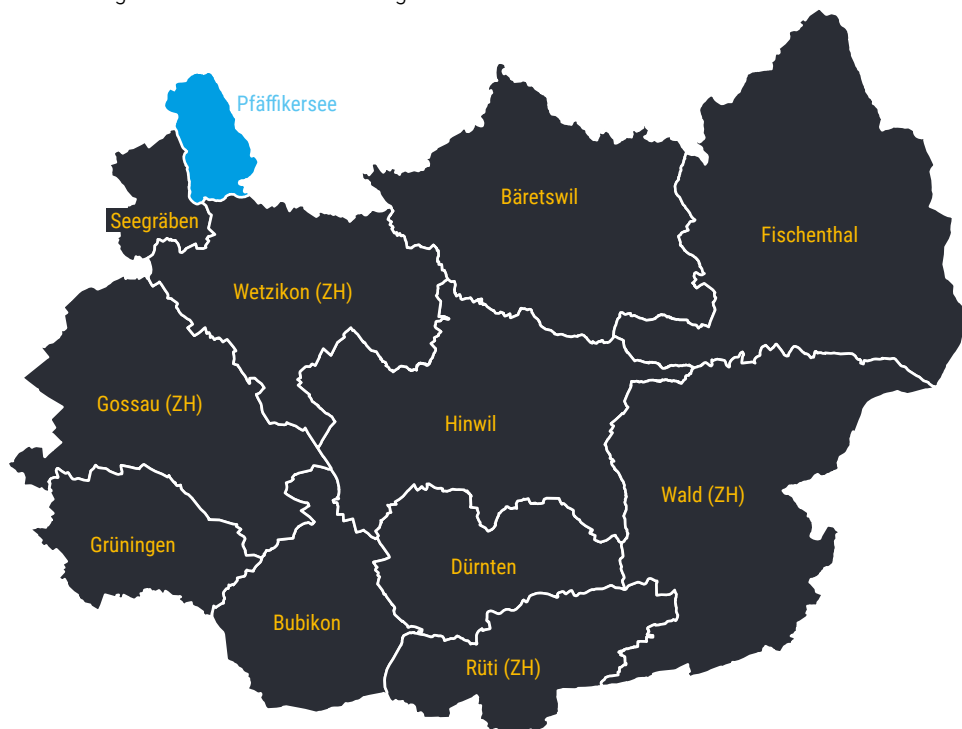 Pfäffikersee
Bäretswil
Seegräben
Fischenthal
Wetzikon (ZH)
Gossau (ZH)
Hinwil
Wald (ZH)
Grüningen
Dürnten
Bubikon
Rüti (ZH)